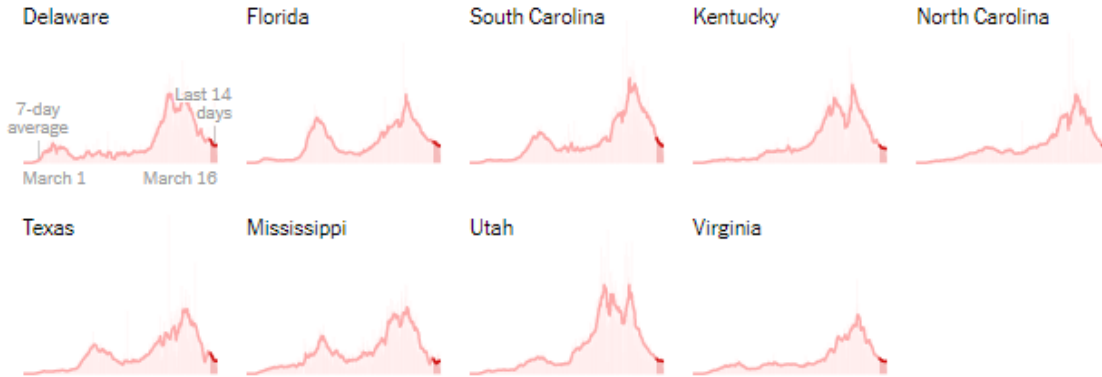 Delaware
Florida
South Carolina
Kentucky
North Carolina
7-day
average
Last 14
days
March 1
March 16
Texas
Mississippi
Utah
Virginia